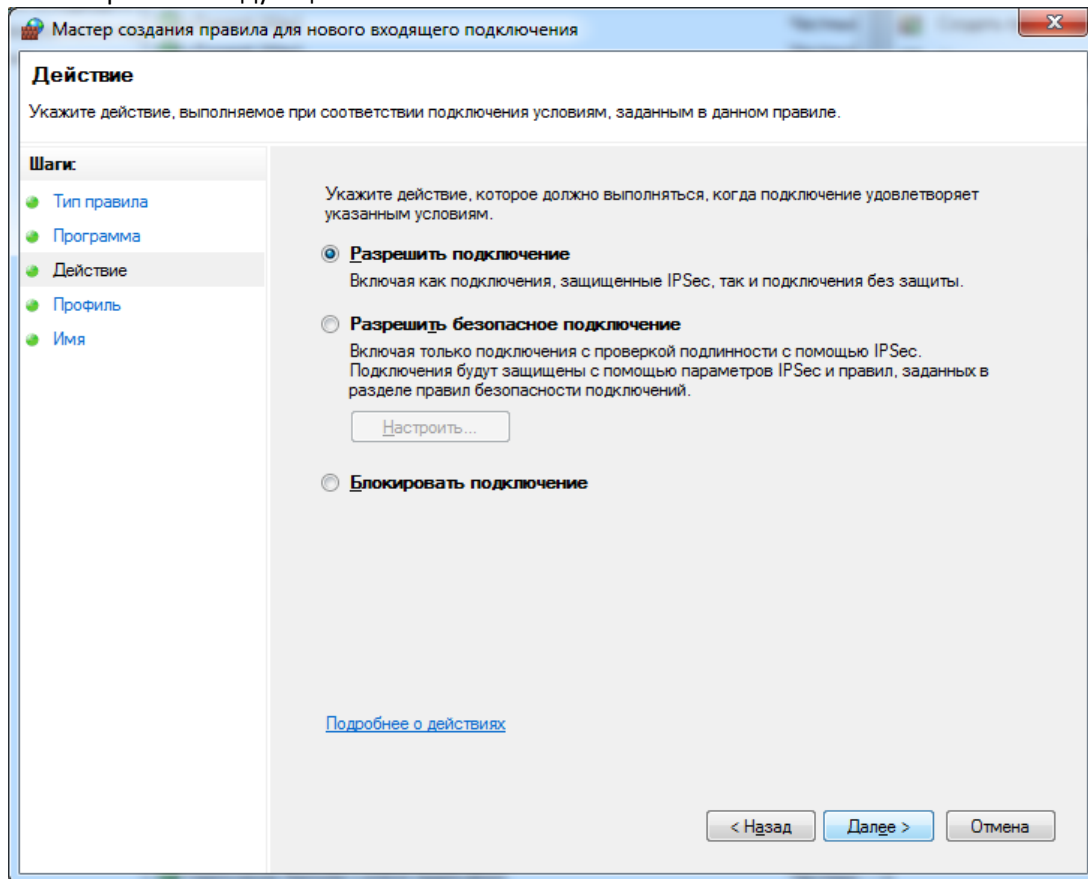 Мастер создания правила для нового входящего подключения
Действие
Укажите действие, выполняемое при соответствии подключения условиям, заданным в данном правиле.
Шаги:
Тип правила
Программа
Действие
Профиль
Имя
Укажите действие, которое должно выполняться, когда подключение удовлетворяет
указанным условиям.
Разрешить подключение
Включая как подключения, защищенные IPSec, так и подключения без защиты.
Разрешить безопасное подключение
Включая только подключения с проверкой подлинности с помощью IPSec.
Подключения будут защищены с помощью параметров IPSec и правил, заданных в
разделе правил безопасности подключений.
Настроить...
Блокировать подключение
Подробнее о действиях
< Назад
Далее >
Отмена